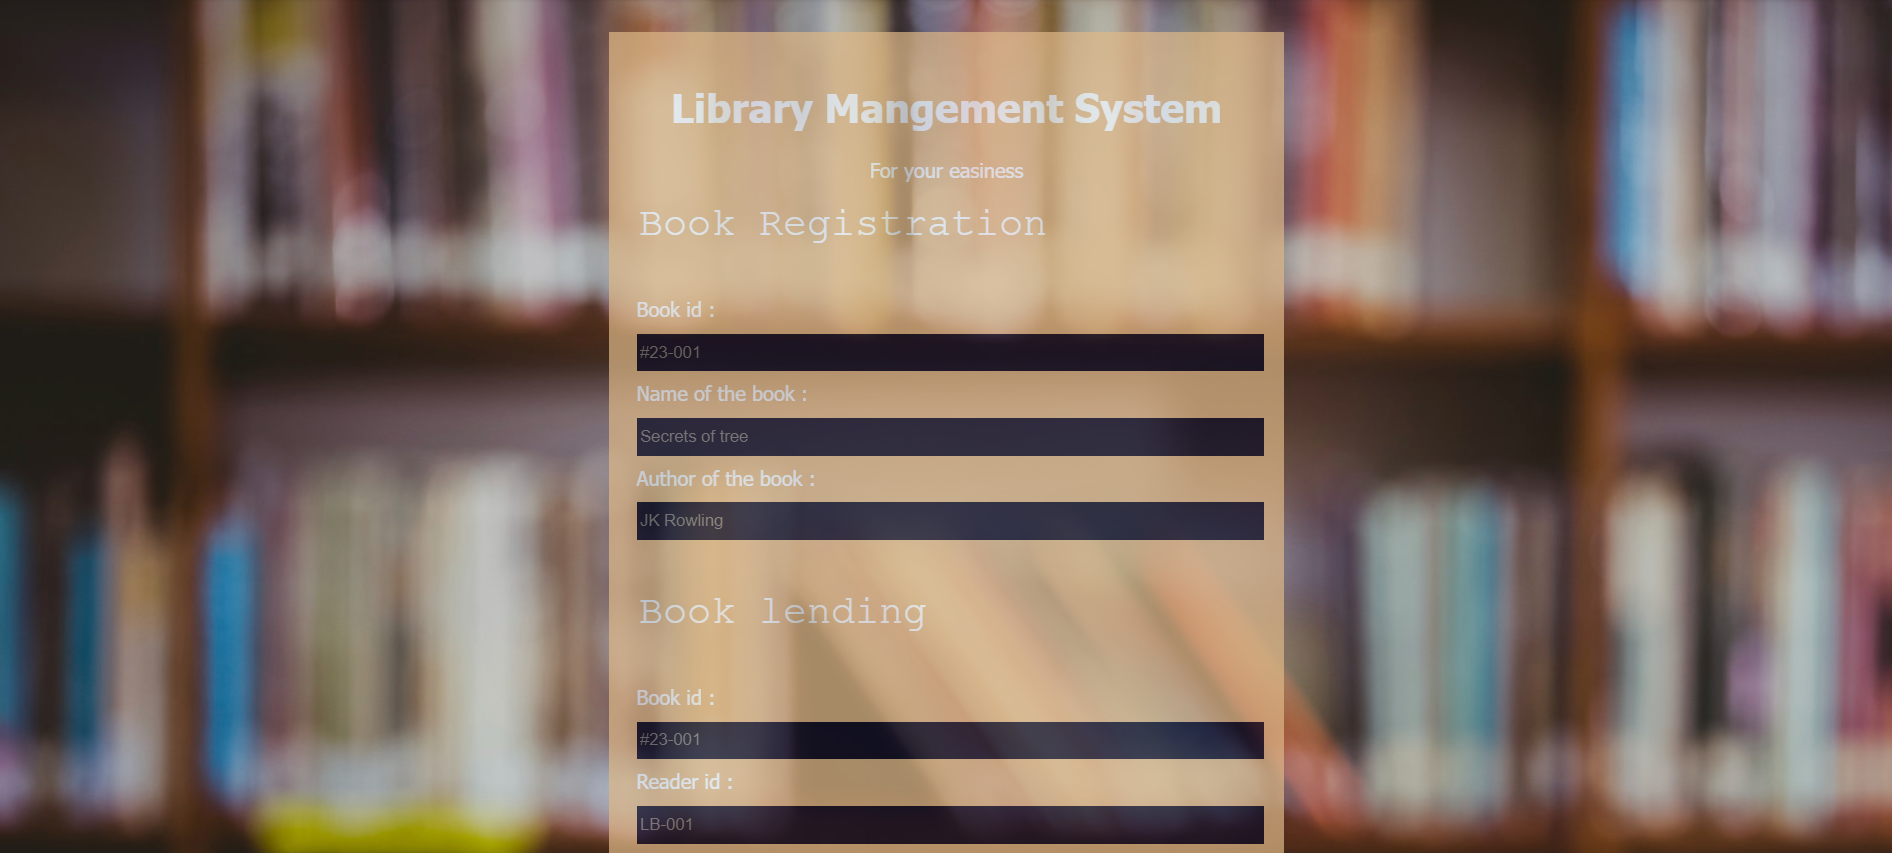 Library Mangement System
For your easiness
Book Registration
Book id :
#23-001
Name of the book :
Secrets of tree
Author of the book :
JK Rowling
Book lending
Book id :
#23-001
Reader id :
LB-001